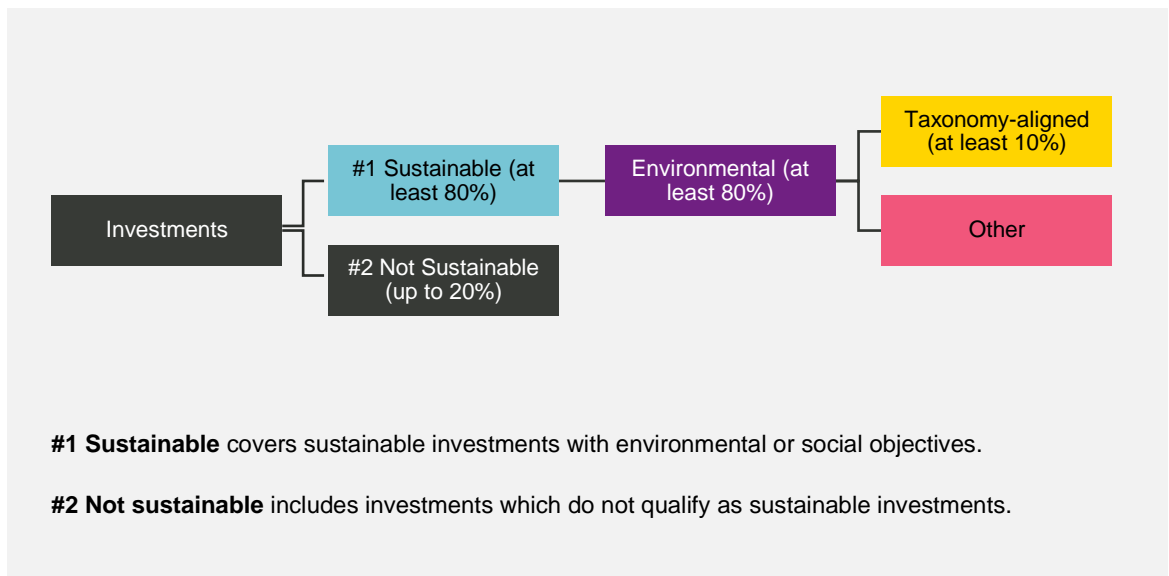 Investments
#1 Sustainable (at
least 80%)
#2 Not Sustainable
(up to 20%)
Environmental (at
least 80%)
Taxonomy-aligned
(at least 10%)
Other
#1 Sustainable covers sustainable investments with environmental or social objectives.
#2 Not sustainable includes investments which do not qualify as sustainable investments.